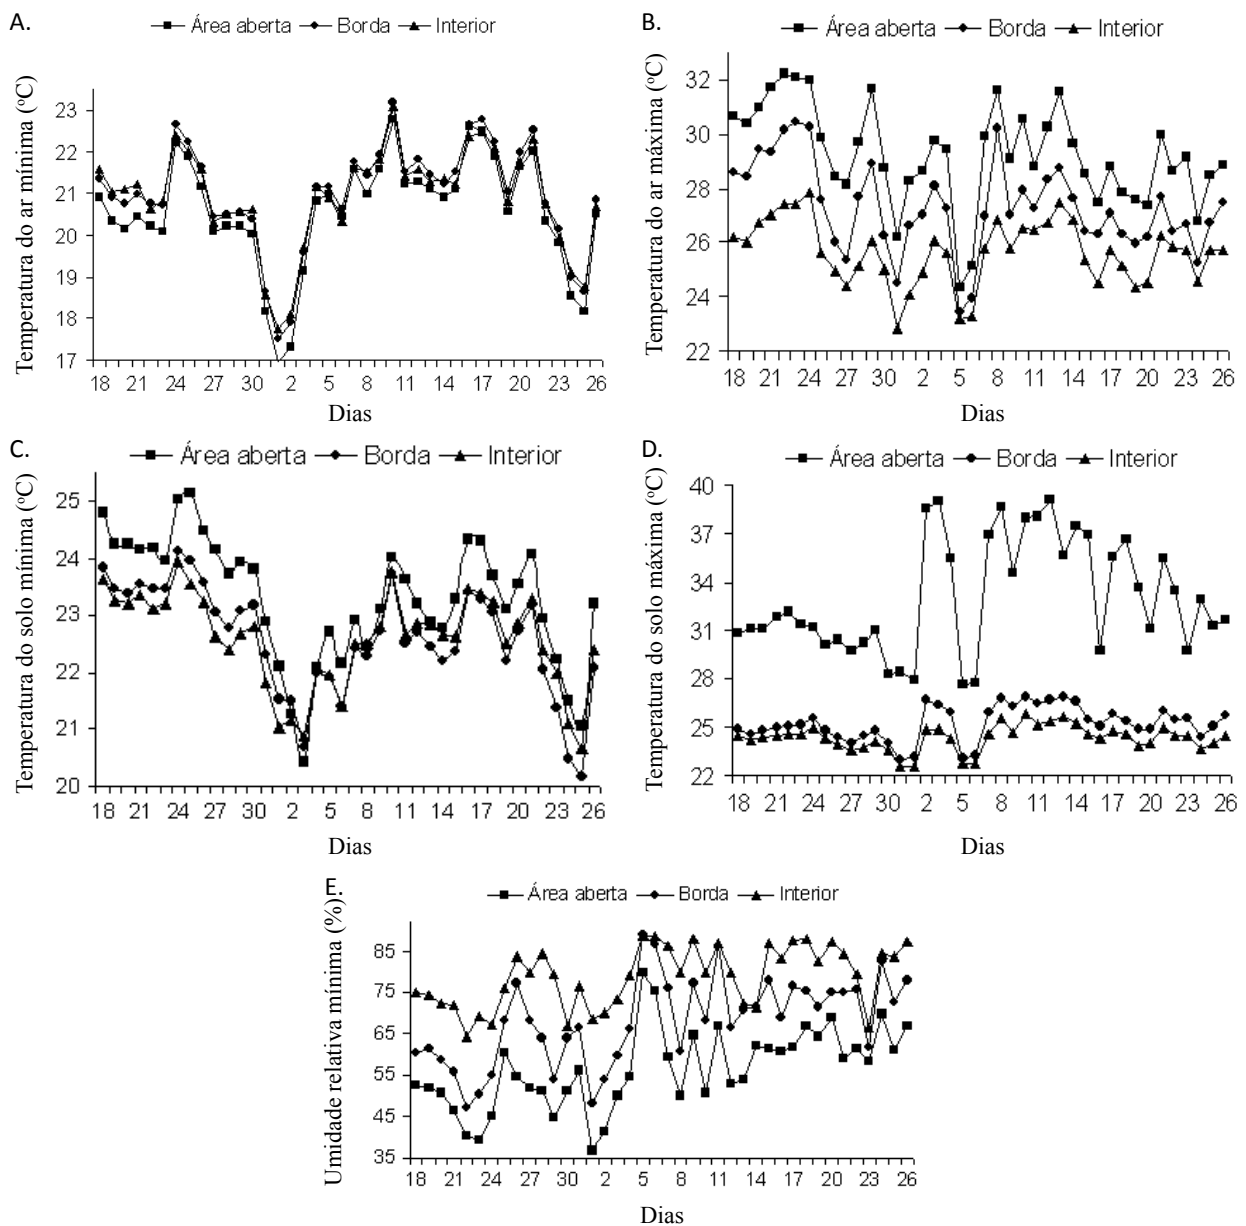 A.
Área aberta Borda Interior
Temperatura do ar mínima (ºC)
23
22
21
20
19
18
17
18 21 24 27 30 2 5 8 11 14 17 20 23 26
Dias
B.
Área aberta Borda Interior
Temperatura do ar máxima (ºC)
32
30
28
26
24
22
18 21 24 27 30 2 5 8 11 14 17 20 23 26
Dias
C.
Área aberta Borda Interior
Temperatura do solo mínima (ºC)
25
24
23
22
21
20
18 21 24 27 30 2 5 8 11 14 17 20 23 26
Dias
D.
Área aberta Borda Interior
Temperatura do solo máxima (ºC)
40
37
34
31
28
25
22
18 21 24 27 30 2 5 8 11 14 17 20 23 26
Dias
E.
Área aberta Borda Interior
Umidade relativa mínima (%)
85
75
65
55
45
35
18 21 24 27 30 2 5 8 11 14 17 20 23 26
Dias